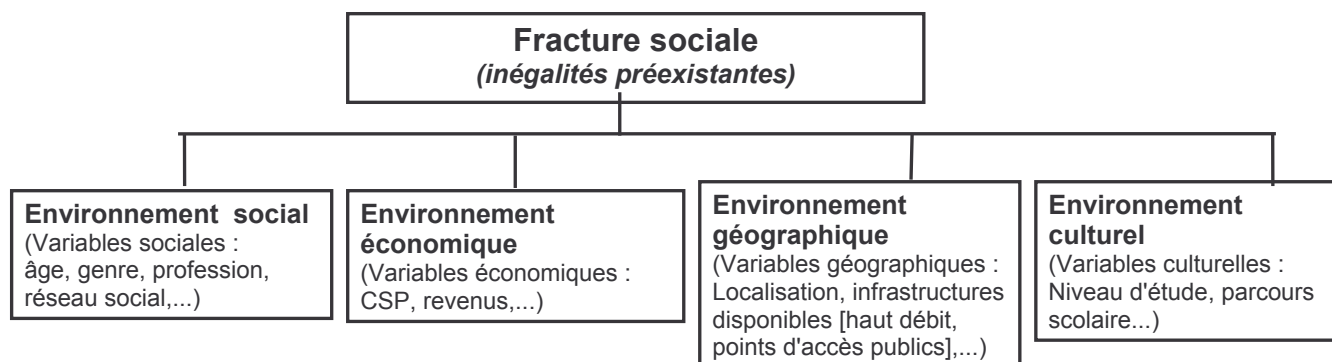 Fracture sociale
(inégalités préexistantes)
Environnement social
(Variables sociales :
âge, genre, profession,
réseau social,...)
Environnement
économique
(Variables économiques :
CSP, revenus,...)
Environnement
géographique
(Variables géographiques :
Localisation, infrastructures
disponibles [haut débit,
points d'accès publics],...)
Environnement
culturel
(Variables culturelles :
Niveau d'étude, parcours
scolaire...)